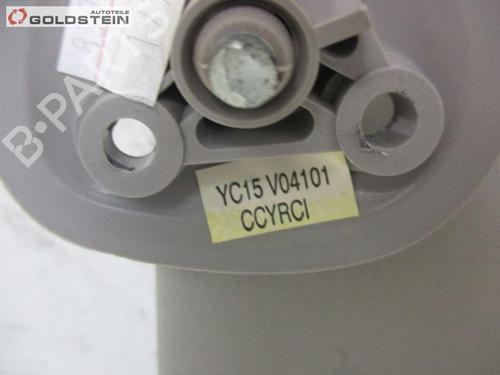 Autoteile
GOLDSTEIN
B-PARTS
YC15 V04101
CCYRCI